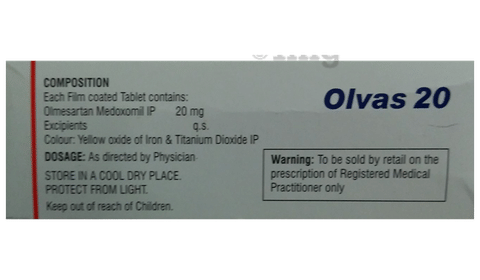 COMPOSITION
Each Film coated Tablet contains:
Olmesartan Medoxomil IP 20 mg
Excipients q.s.
Colour: Yellow oxide of Iron & Titanium Dioxide IP
DOSAGE: As directed by Physician
STORE IN A COOL DRY PLACE.
PROTECT FROM LIGHT.
Keep out of reach of Children.
Olvas 20
Warning: To be sold by retail on the
prescription of Registered Medical
Practitioner only